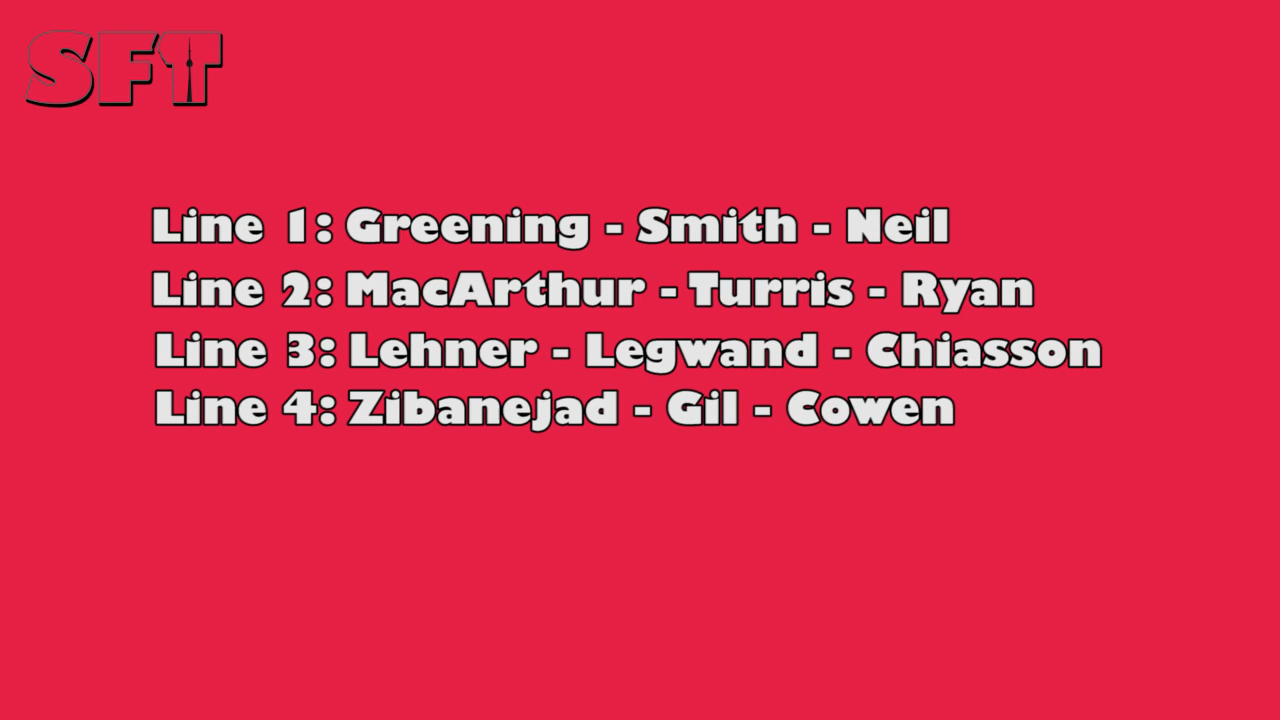 SFT
Line 1: Greening - Smith - Neil
Line 2: MacArthur - Turris - Ryan
Line 3: Lehner - Legwand - Chiasson
Line 4: Zibanejad - Gil - Cowen